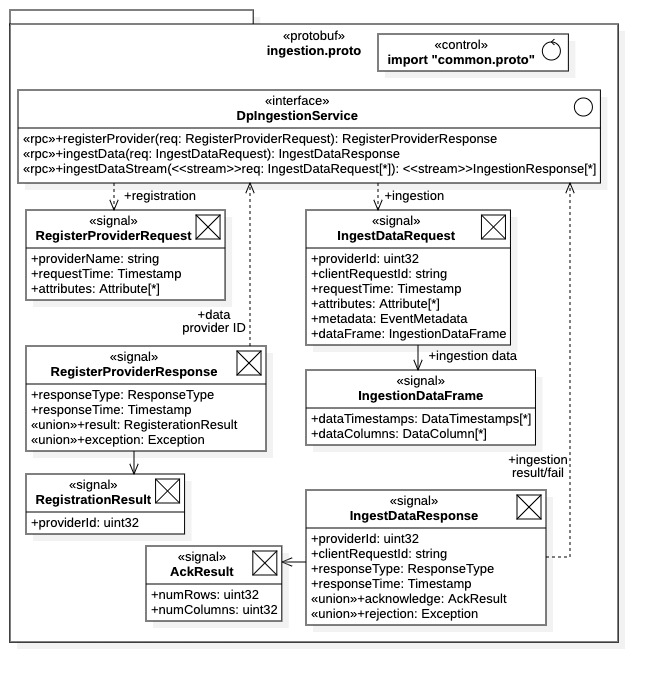 «protobuf»
ingestion.proto
«control»
import "common.proto"
«interface»
DpIngestionService
«rpc»+registerProvider(req: RegisterProviderRequest): RegisterProviderResponse
«rpc»+ingestData(req: IngestDataRequest): IngestDataResponse
«rpc»+ingestDataStream(<<stream>>req: IngestDataRequest[*]): <<stream>>IngestionResponse[*]
+registration
+ingestion
«signal»
RegisterProviderRequest
+providerName: string
+requestTime: Timestamp
+attributes: Attribute[*]
«signal»
IngestDataRequest
+providerId: uint32
+clientRequestId: string
+requestTime: Timestamp
+attributes: Attribute[*]
+metadata: EventMetadata
+dataFrame: IngestionDataFrame
+data
provider ID
+ingestion data
«signal»
RegisterProviderResponse
+responseType: ResponseType
+responseTime: Timestamp
«union»+result: RegisterationResult
«union»+exception: Exception
«signal»
IngestionDataFrame
+dataTimestamps: DataTimestamps[*]
+dataColumns: DataColumn[*]
+ingestion
result/fail
«signal»
RegistrationResult
+providerId: uint32
«signal»
IngestDataResponse
+providerId: uint32
+clientRequestId: string
+responseType: ResponseType
+responseTime: Timestamp
«union»+acknowledge: AckResult
«union»+rejection: Exception
«signal»
AckResult
+numRows: uint32
+numColumns: uint32